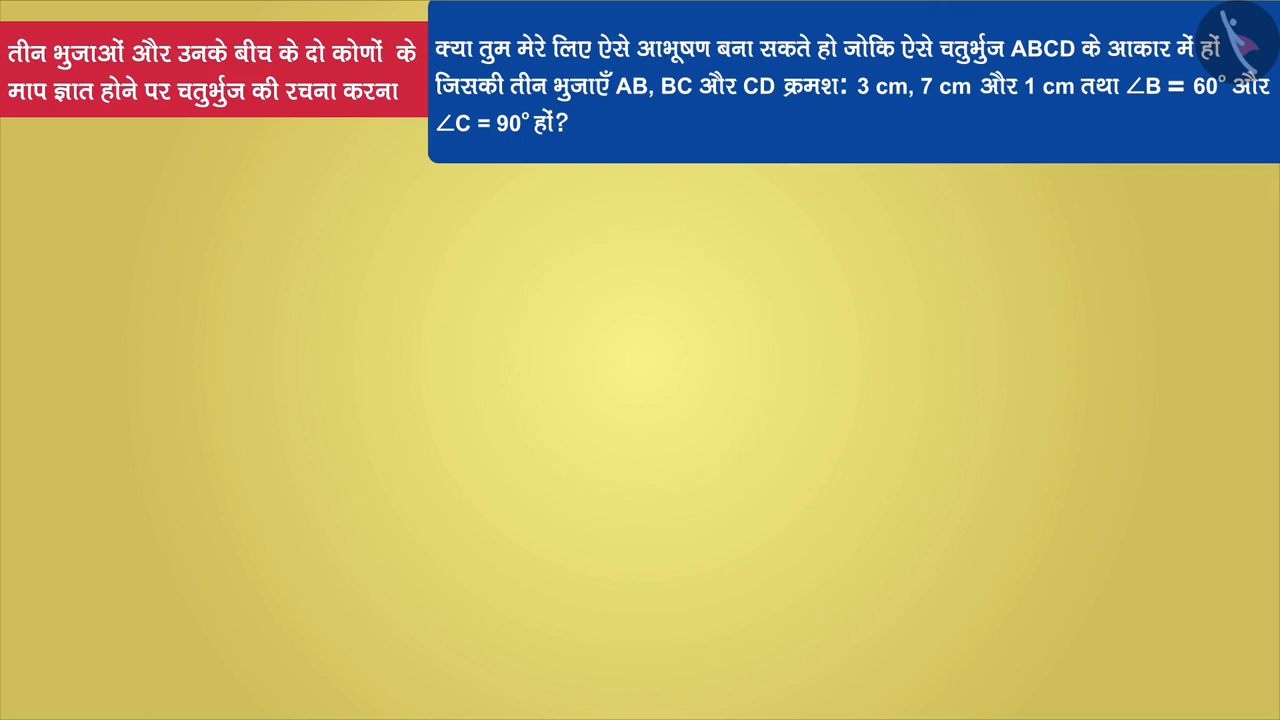 तीन भुजाओं और उनके बीच के दो कोणों के
माप ज्ञात होने पर चतुर्भुज की रचना करना
क्या तुम मेरे लिए ऐसे आभूषण बना सकते हो जोकि ऐसे चतुर्भुज ABCD के आकार में हों
जिसकी तीन भुजाएँ AB, BC और CD क्रमश: 3 cm, 7 cm और 1 cm तथा ∠B = 60° और
∠C = 90° हों?